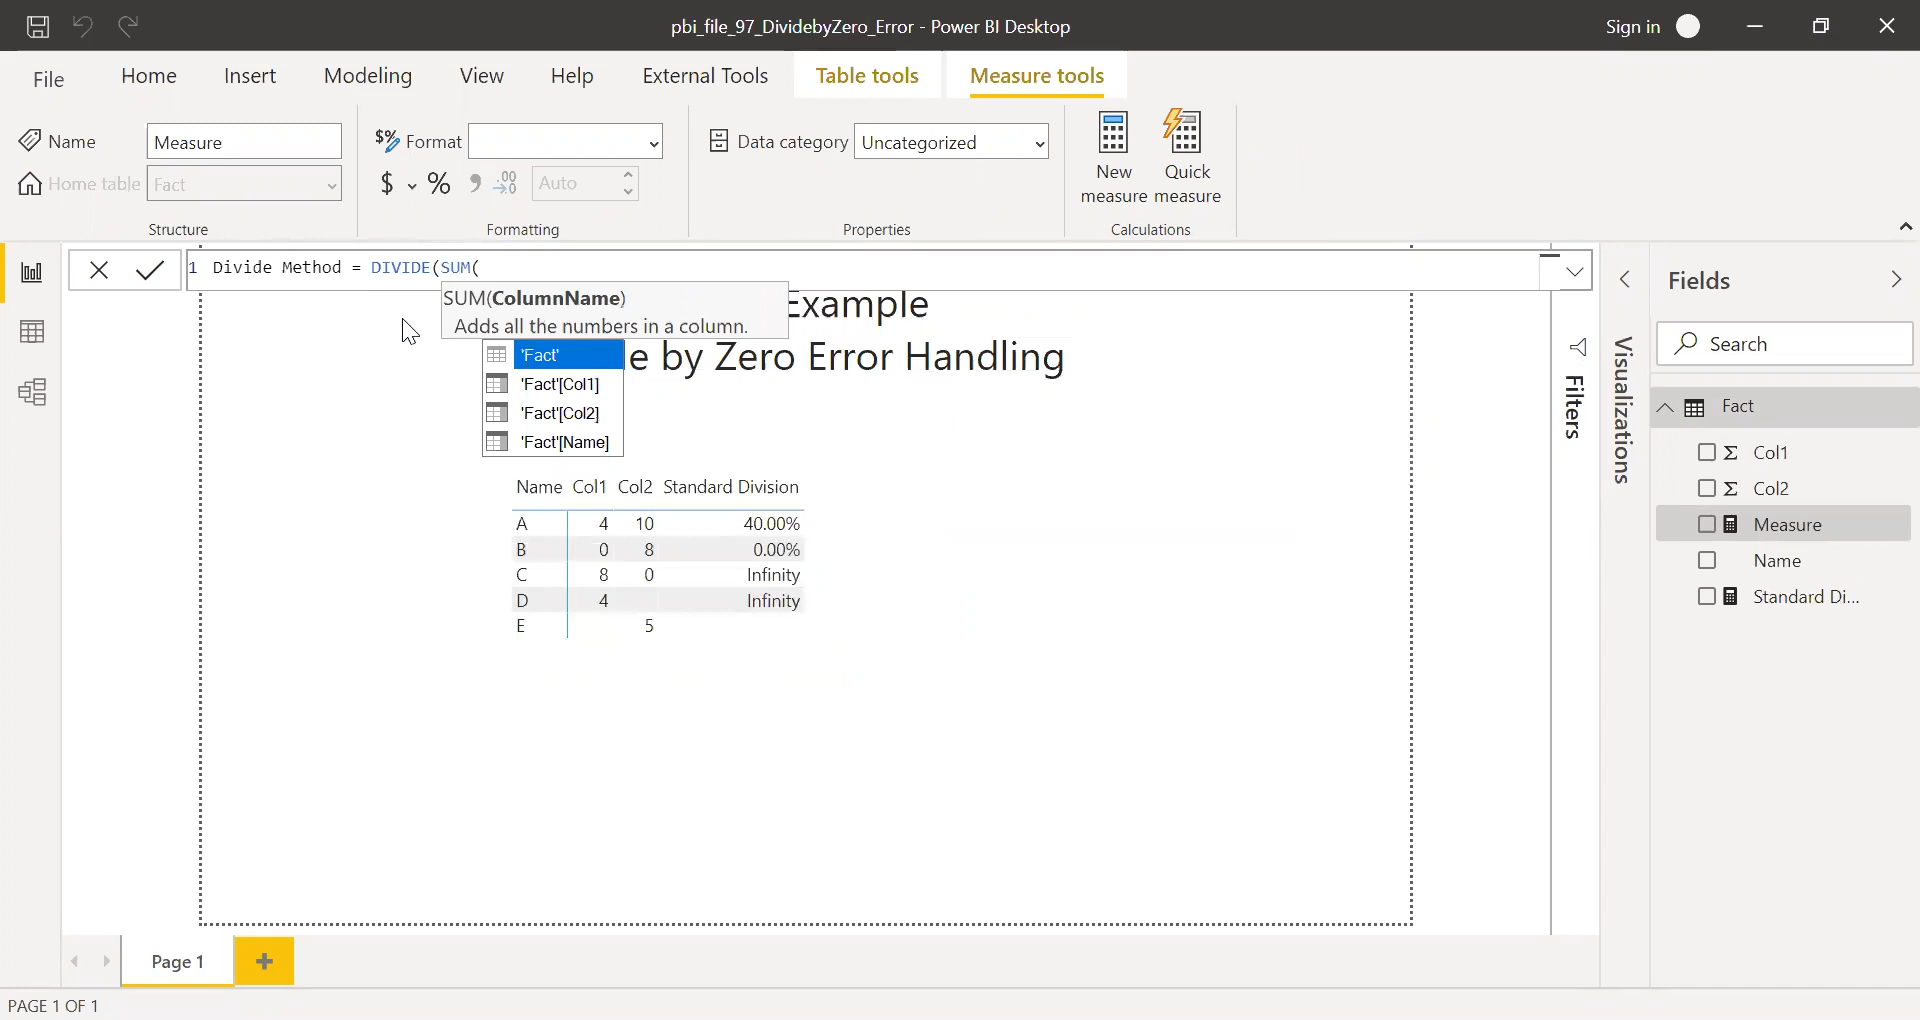 pbi_file_97_DividebyZero_Error - Power BI Desktop
Sign in
File Home Insert Modeling View Help External Tools Table tools Measure tools
Name Measure
Home table Fact
Structure
$% Format
$ % 9 .00 →0 Auto
Formatting
Data category Uncategorized
Properties
New measure
Quick measure
Calculations
1 Divide Method = DIVIDE(SUM(
SUM(ColumnName)
Adds all the numbers in a column.
'Fact'
'Fact'[Col1]
'Fact'[Col2]
'Fact'[Name]
Example
e by Zero Error Handling
Name Col1 Col2 Standard Division
A 4 10 40.00%
B 0 8 0.00%
C 8 0 Infinity
D 4 Infinity
E 5
Filters
Visualizations
Fields
Search
Fact
Σ Col1
Σ Col2
Measure
Name
Standard Di...
Page 1
PAGE 1 OF 1